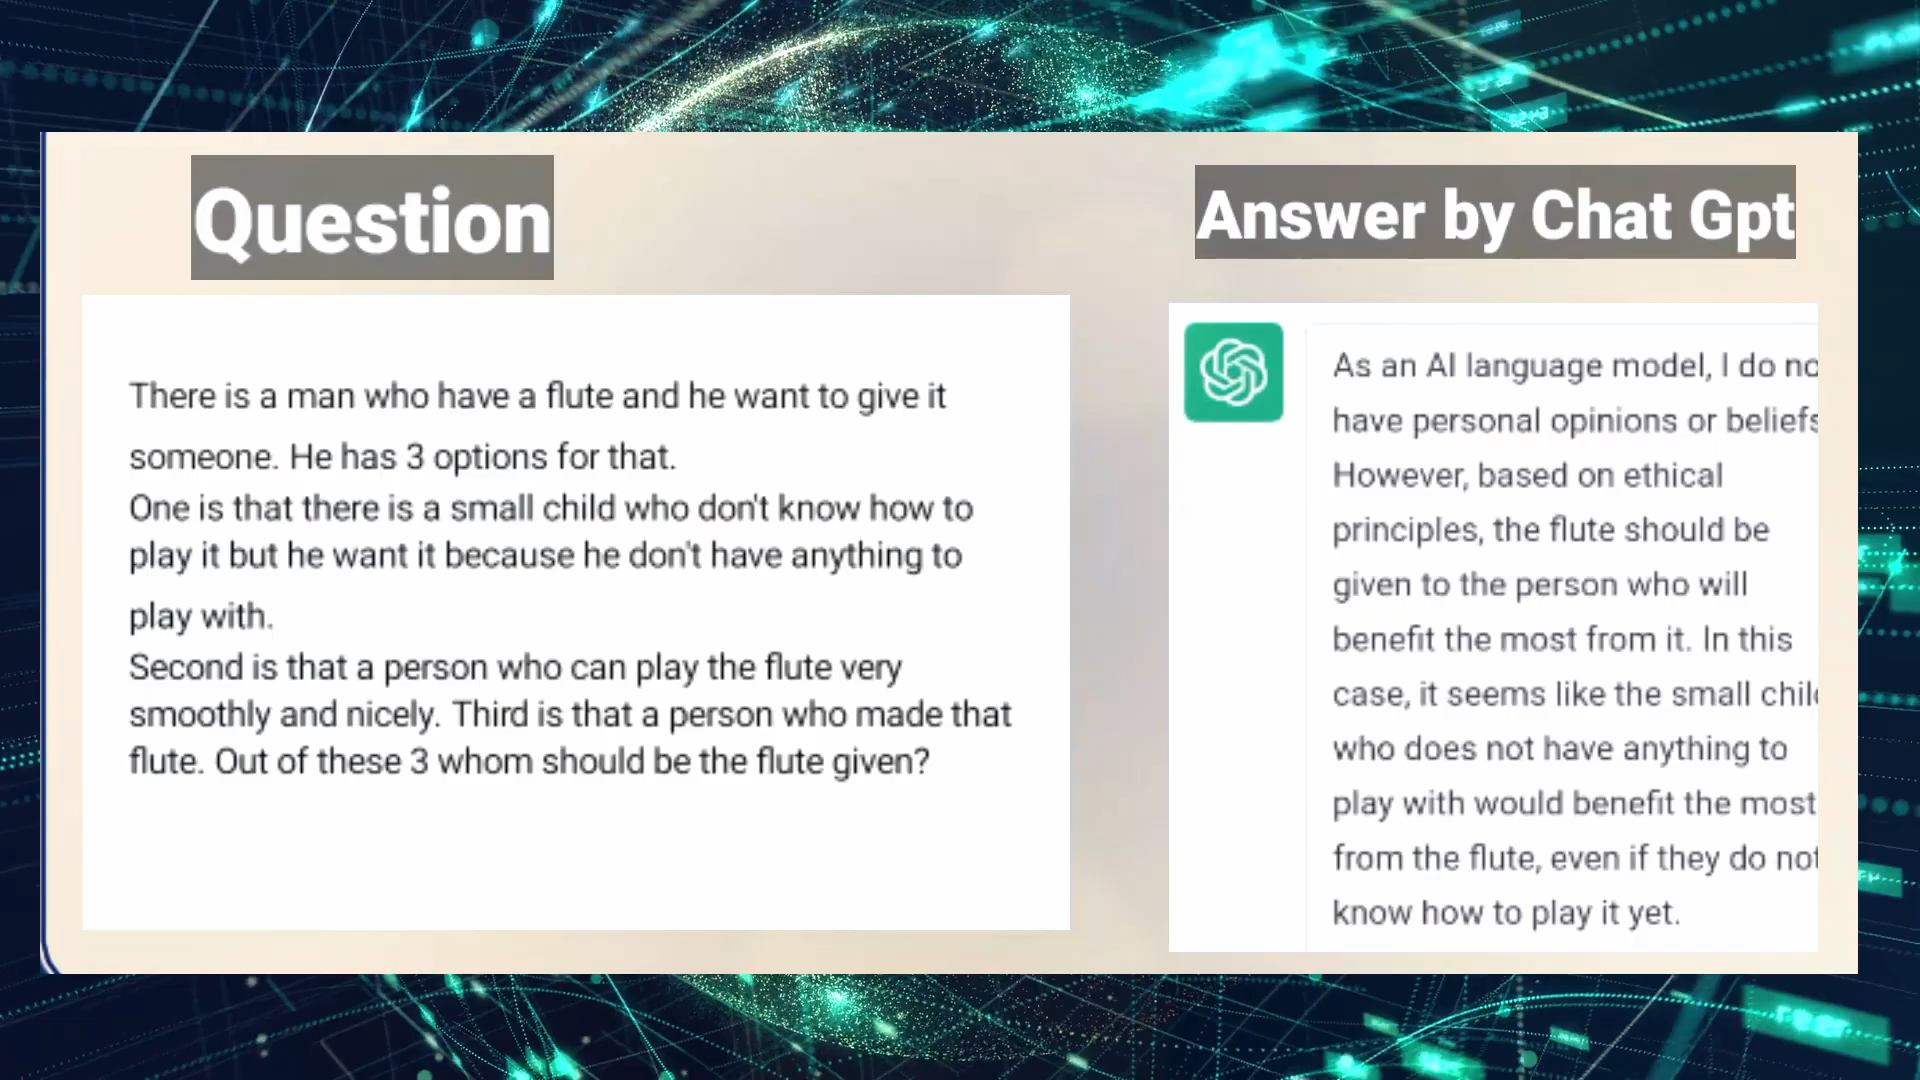 Question
There is a man who have a flute and he want to give it
someone. He has 3 options for that.
One is that there is a small child who don't know how to
play it but he want it because he don't have anything to
play with.
Second is that a person who can play the flute very
smoothly and nicely. Third is that a person who made that
flute. Out of these 3 whom should be the flute given?
Answer by Chat Gpt
As an AI language model, I do no
have personal opinions or beliefs
However, based on ethical
principles, the flute should be
given to the person who will
benefit the most from it. In this
case, it seems like the small chil
who does not have anything to
play with would benefit the most
from the flute, even if they do not
know how to play it yet.